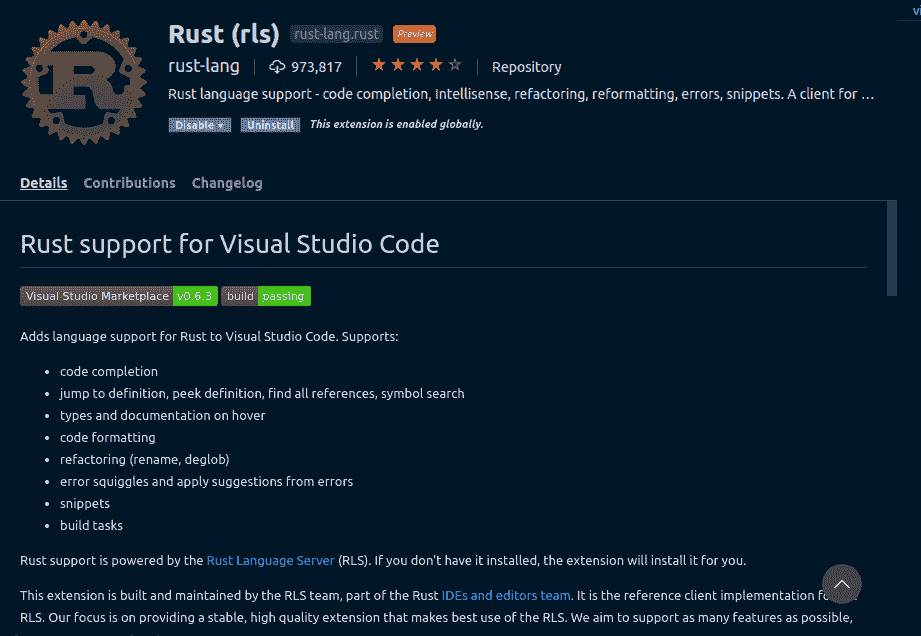 Rust (rls) rust-lang.rust Preview
rust-lang 973,817 Repository
Rust language support - code completion, Intellisense, refactoring, reformatting, errors, snippets. A client for ...
Disable Uninstall This extension is enabled globally.
Details Contributions Changelog
Rust support for Visual Studio Code
Visual Studio Marketplace v0.6.3 build passing
Adds language support for Rust to Visual Studio Code. Supports:
• code completion
• jump to definition, peek definition, find all references, symbol search
• types and documentation on hover
• code formatting
• refactoring (rename, deglob)
• error squiggles and apply suggestions from errors
• snippets
• build tasks
Rust support is powered by the Rust Language Server (RLS). If you don't have it installed, the extension will install it for you.
This extension is built and maintained by the RLS team, part of the Rust IDEs and editors team. It is the reference client implementation
RLS. Our focus is on providing a stable, high quality extension that makes best use of the RLS. We aim to support as many features as possible,